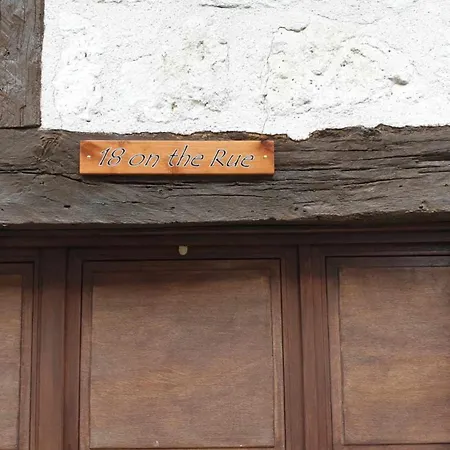 18 on the Rue